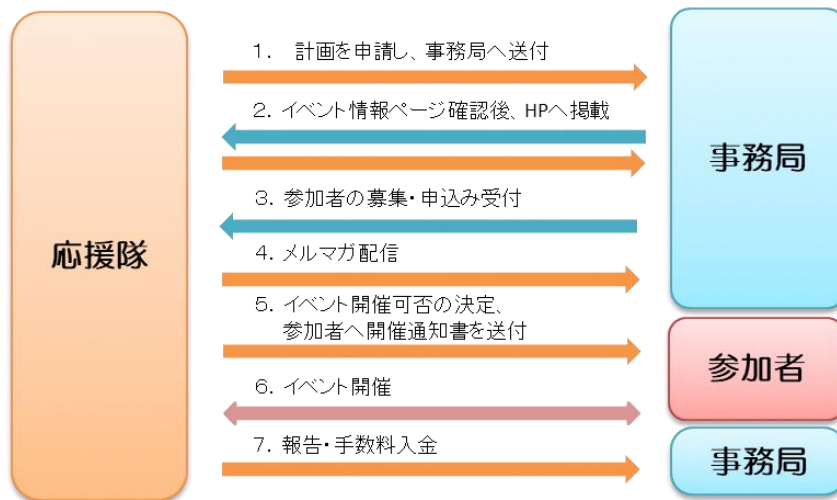 1. 計画を申請し、事務局へ送付
2. イベント情報ページ確認後、HPへ掲載
事務局
3. 参加者の募集・申込み受付
応援隊
4. メルマガ配信
5. イベント開催可否の決定、
参加者へ開催通知書を送付
参加者
6. イベント開催
7. 報告・手数料入金
事務局